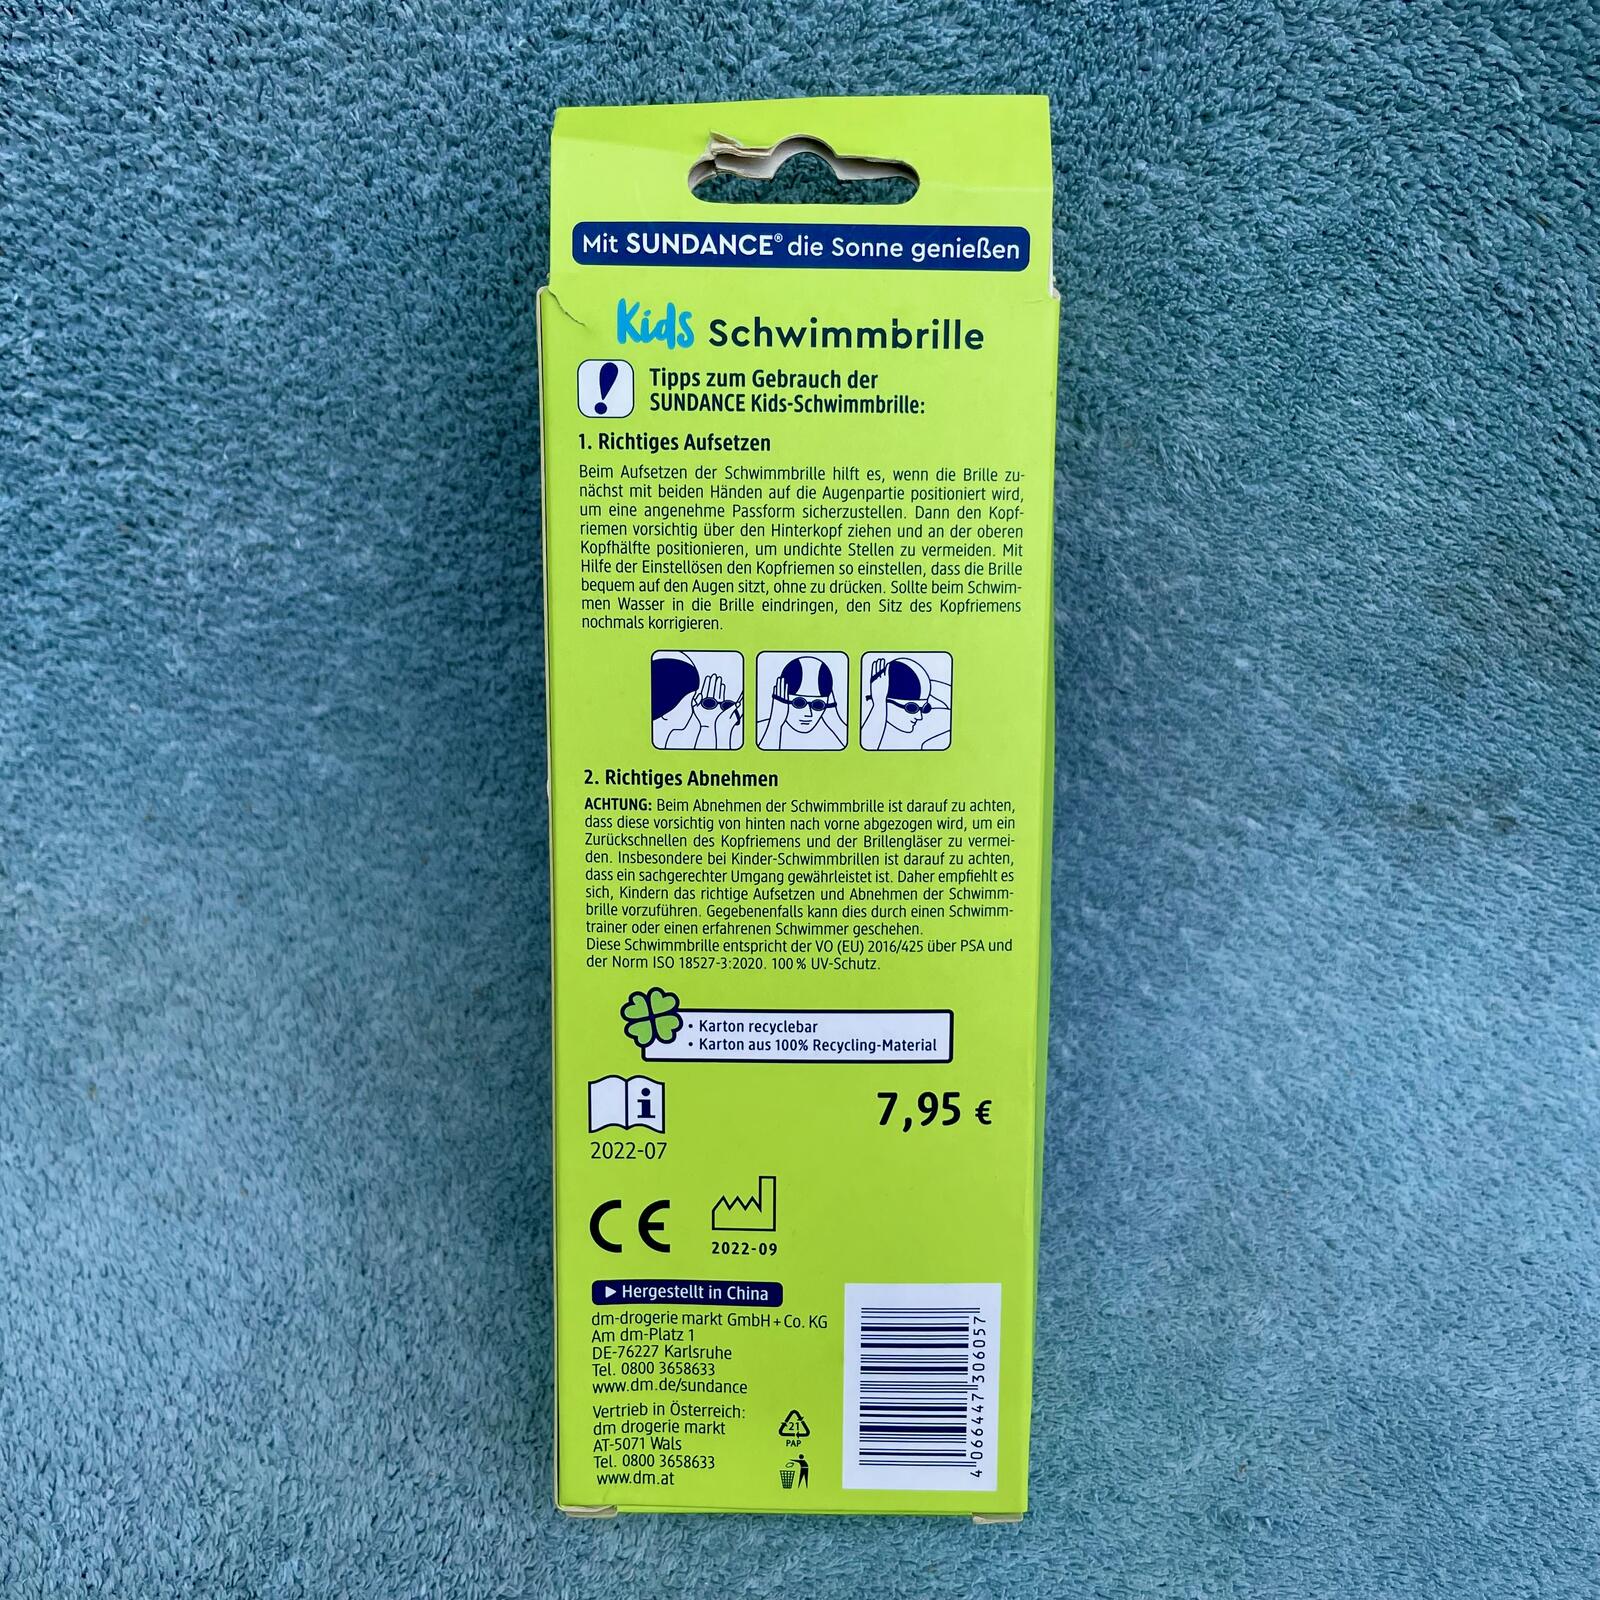 Mit SUNDANCE® die Sonne genießen
Kids Schwimmbrille
Tipps zum Gebrauch der
SUNDANCE Kids-Schwimmbrille:
1. Richtiges Aufsetzen
Beim Aufsetzen der Schwimmbrille hilft es, wenn die Brille zu-
nächst mit beiden Händen auf die Augenpartie positioniert wird,
um eine angenehme Passform sicherzustellen. Dann den Kopf-
riemen vorsichtig über den Hinterkopf ziehen und an der oberen
Kopfhälfte positionieren, um undichte Stellen zu vermeiden. Mit
Hilfe der Einstellösen den Kopfriemen so einstellen, dass die Brille
bequem auf den Augen sitzt, ohne zu drücken. Sollte beim Schwim-
men Wasser in die Brille eindringen, den Sitz des Kopfriemens
nochmals korrigieren.
2. Richtiges Abnehmen
ACHTUNG: Beim Abnehmen der Schwimmbrille ist darauf zu achten,
dass diese vorsichtig von hinten nach vorne abgezogen wird, um ein
Zurückschnellen des Kopfriemens und der Brillengläser zu vermei-
den. Insbesondere bei Kinder-Schwimmbrillen ist darauf zu achten,
dass ein sachgerechter Umgang gewährleistet ist. Daher empfiehlt es
sich, Kindern das richtige Aufsetzen und Abnehmen der Schwimm-
brille vorzuführen. Gegebenenfalls kann dies durch einen Schwimm-
trainer oder einen erfahrenen Schwimmer geschehen.
Diese Schwimmbrille entspricht der VO (EU) 2016/425 über PSA und
der Norm ISO 18527-3:2020. 100 % UV-Schutz.
• Karton recyclebar
• Karton aus 100% Recycling-Material
i
2022-07
7,95 €
CE
2022-09
▶ Hergestellt in China
dm-drogerie markt GmbH + Co. KG
Am dm-Platz 1
DE-76227 Karlsruhe
Tel. 0800 3658633
www.dm.de/sundance
Vertrieb in Österreich:
dm drogerie markt
AT-5071 Wals
Tel. 0800 3658633
www.dm.at
21
PAP
4 066447 306057